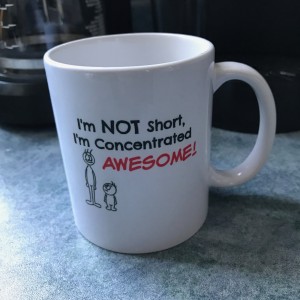 I'm NOT Short,
I'm Concentrated
AWESOME!